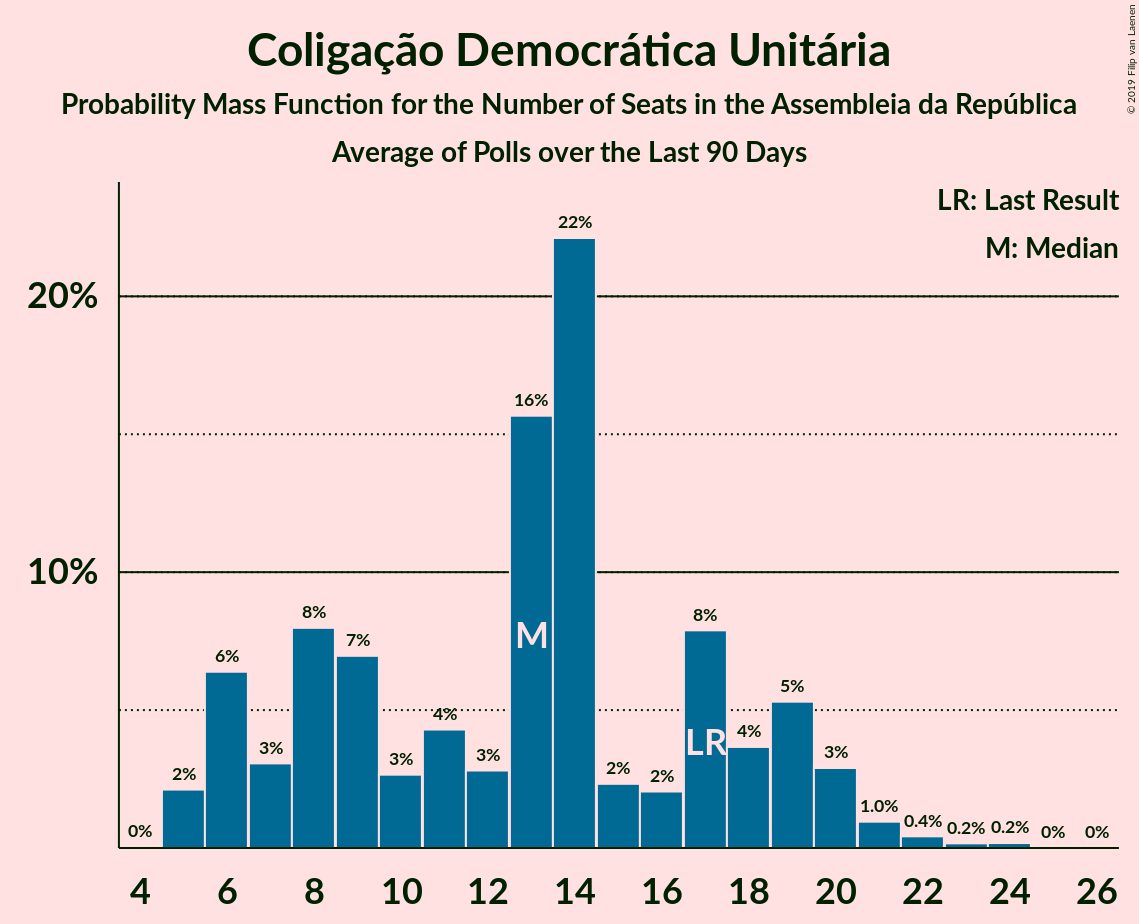 Coligação Democrática Unitária
Probability Mass Function for the Number of Seats in the Assembleia da República
Average of Polls over the Last 90 Days
© 2019 Filip van Laenen
LR: Last Result
M: Median
20%
10%
0%
2%
6%
3%
8%
7%
3%
4%
3%
16%
22%
2%
2%
8%
4%
5%
3%
1.0%
0.4%
0.2%
0.2%
0%
0%
M
LR
4 6 8 10 12 14 16 18 20 22 24 26